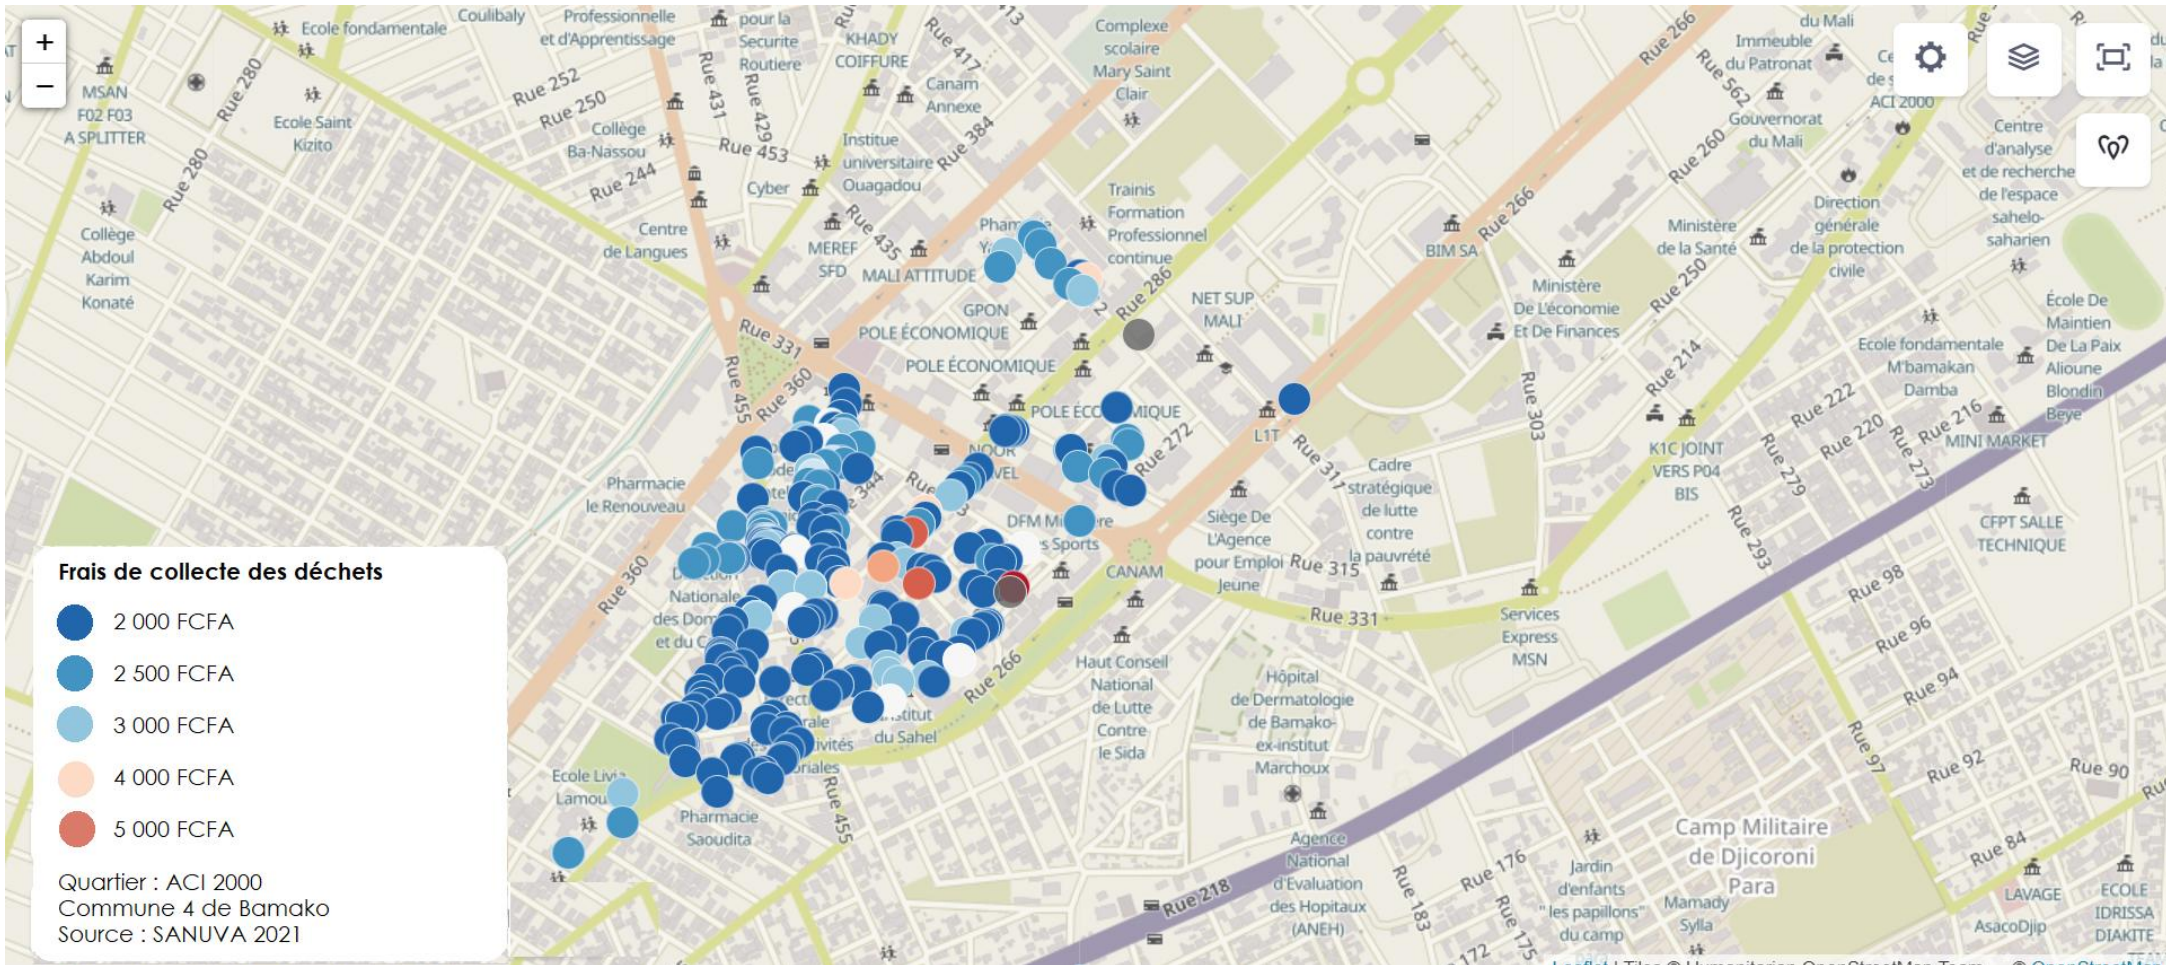 +
−
Ecole fondamentale
Coulibaly
Professionnelle
et d'Apprentissage
pour la
Securite
Routiere
KHADY
COIFFURE
Rue 417
413
Canam
Annexe
Complexe
scolaire
Mary Saint
Clair
Rue 266
du Mali
Immeuble
du Patronat
ACI 2000
Rue 562
Gouvernorat
du Mali
Rue 260
Centre
d'analyse
et de recherche
de l'espace
sahelo-
saharien
MSAN
F02 F03
A SPLITTER
Rue 280
Rue 280
Ecole Saint
Kizito
Rue 252
Rue 250
Collège
Ba-Nassou
Rue 244
Rue 431
Rue 429
Rue 453
Cyber
Institue
universitaire
Ouagadou
Rue 384
Rue 435
Centre
de Langues
MEREF
SFD
MALI ATTITUDE
Trainis
Formation
Professionnel
continue
Rue 286
Rue 266
BIM SA
Ministère
de la Santé
Direction
générale
de la protection
civile
Rue 250
Ministère
De L'économie
Et De Finances
Collège
Abdoul
Karim
Konaté
GPON
POLE ÉCONOMIQUE
POLE ÉCONOMIQUE
NET SUP
MALI
Rue 331
Rue 360
Rue 455
L1T
Rue 272
Rue 317
Rue 303
Rue 214
Ecole fondamentale
M'bamakan
Damba
École De
Maintien
De La Paix
Alioune
Blondin
Beye
Rue 222
Rue 220
Rue 216
Rue 273
MINI MARKET
K1C JOINT
VERS P04
BIS
Rue 279
Rue 293
CFPT SALLE
TECHNIQUE
Pharmacie
le Renouveau
Rue 360
Siège De
L'Agence
pour Emploi
Jeune
Cadre
stratégique
de lutte
contre
la pauvrété
Rue 315
CANAM
Rue 331
Services
Express
MSN
Rue 98
Rue 96
Rue 94
Rue 97
Rue 92
Rue 90
Rue 84
Rue 266
Haut Conseil
National
de Lutte
Contre
le Sida
Hôpital
de Dermatologie
de Bamako-
ex-institut
Marchoux
du Sahel
Pharmacie
Saoudita
Rue 455
Agence
National
d'Evaluation
des Hopitaux
(ANEH)
Rue 218
Rue 183
Rue 176
Rue 175
172
Jardin
d'enfants
" les papillons"
du camp
Mamady
Sylla
Camp Militaire
de Djicoroni
Para
LAVAGE
AsacoDjip
ECOLE
IDRISSA
DIAKITE
Frais de collecte des déchets
2 000 FCFA
2 500 FCFA
3 000 FCFA
4 000 FCFA
5 000 FCFA
Quartier : ACI 2000
Commune 4 de Bamako
Source : SANUVA 2021